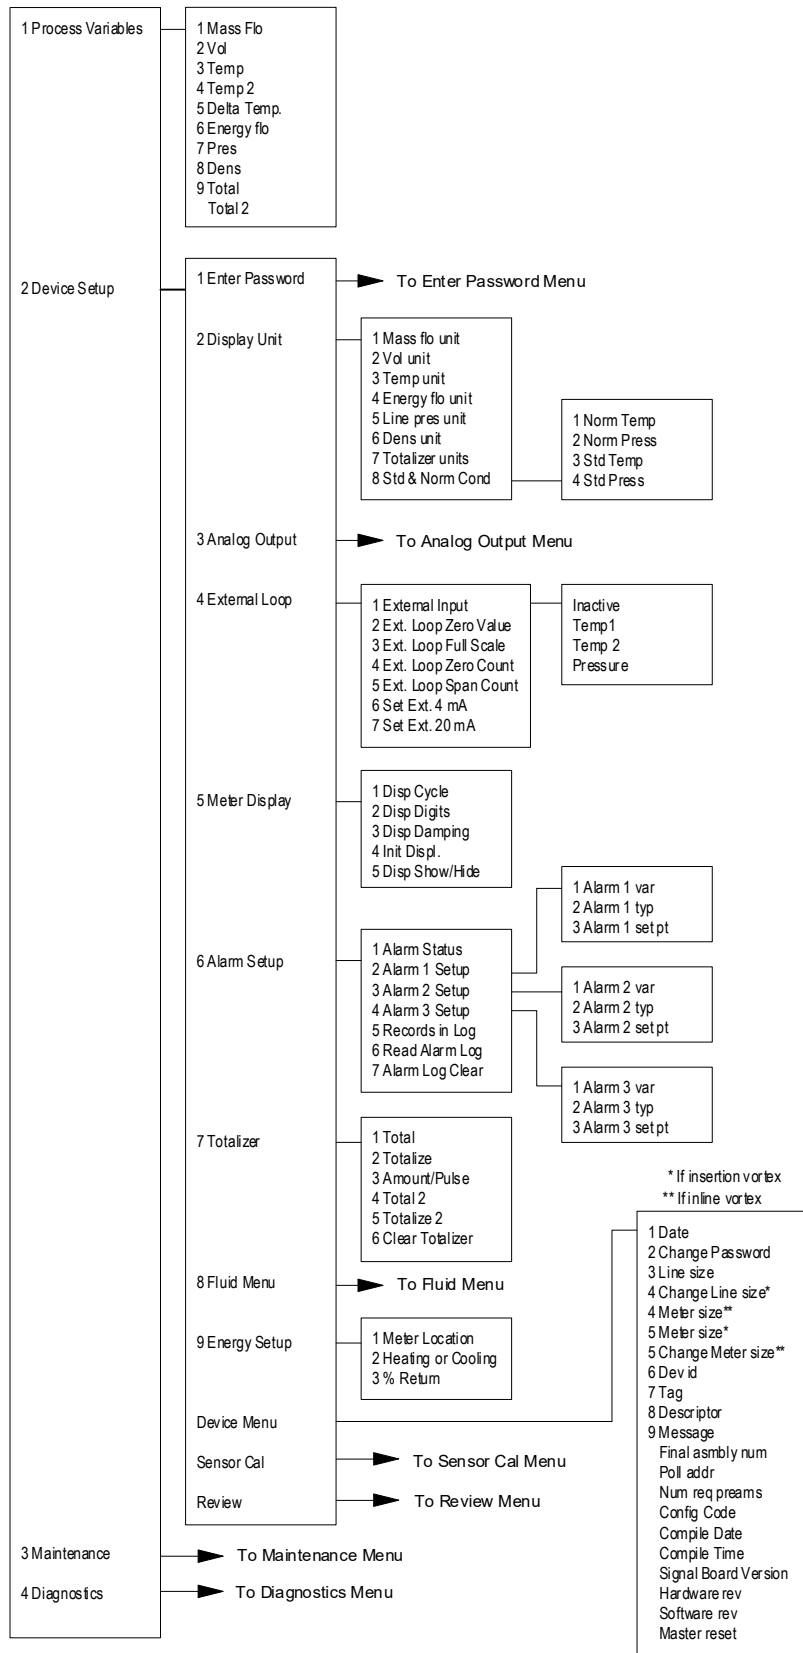 1 Process Variables
1 Mass Flo
2 Vol
3 Temp
4 Temp 2
5 Delta Temp.
6 Energy flo
7 Pres
8 Dens
9 Total
Total 2
2 Device Setup
1 Enter Password
To Enter Password Menu
2 Display Unit
1 Mass flo unit
2 Vol unit
3 Temp unit
4 Energy flo unit
5 Line pres unit
6 Dens unit
7 Totalizer units
8 Std & Norm Cond
1 Norm Temp
2 Norm Press
3 Std Temp
4 Std Press
3 Analog Output
To Analog Output Menu
4 External Loop
1 External Input
2 Ext. Loop Zero Value
3 Ext. Loop Full Scale
4 Ext. Loop Zero Count
5 Ext. Loop Span Count
6 Set Ext. 4 mA
7 Set Ext. 20 mA
Inactive
Temp1
Temp 2
Pressure
5 Meter Display
1 Disp Cycle
2 Disp Digits
3 Disp Damping
4 Init Displ.
5 Disp Show/Hide
6 Alarm Setup
1 Alarm Status
2 Alarm 1 Setup
3 Alarm 2 Setup
4 Alarm 3 Setup
5 Records in Log
6 Read Alarm Log
7 Alarm Log Clear
1 Alarm 1 var
2 Alarm 1 typ
3 Alarm 1 set pt
1 Alarm 2 var
2 Alarm 2 typ
3 Alarm 2 set pt
1 Alarm 3 var
2 Alarm 3 typ
3 Alarm 3 set pt
7 Totalizer
1 Total
2 Totalize
3 Amount/Pulse
4 Total 2
5 Totalize 2
6 Clear Totalizer
8 Fluid Menu
To Fluid Menu
9 Energy Setup
1 Meter Location
2 Heating or Cooling
3 % Return
Device Menu
* If insertion vortex
** If inline vortex
1 Date
2 Change Password
3 Line size
4 Change Line size*
4 Meter size**
5 Meter size*
5 Change Meter size**
6 Dev id
7 Tag
8 Descriptor
9 Message
Final asmbly num
Poll addr
Num req preams
Config Code
Compile Date
Compile Time
Signal Board Version
Hardware rev
Software rev
Master reset
Sensor Cal
To Sensor Cal Menu
Review
To Review Menu
3 Maintenance
To Maintenance Menu
4 Diagnostics
To Diagnostics Menu